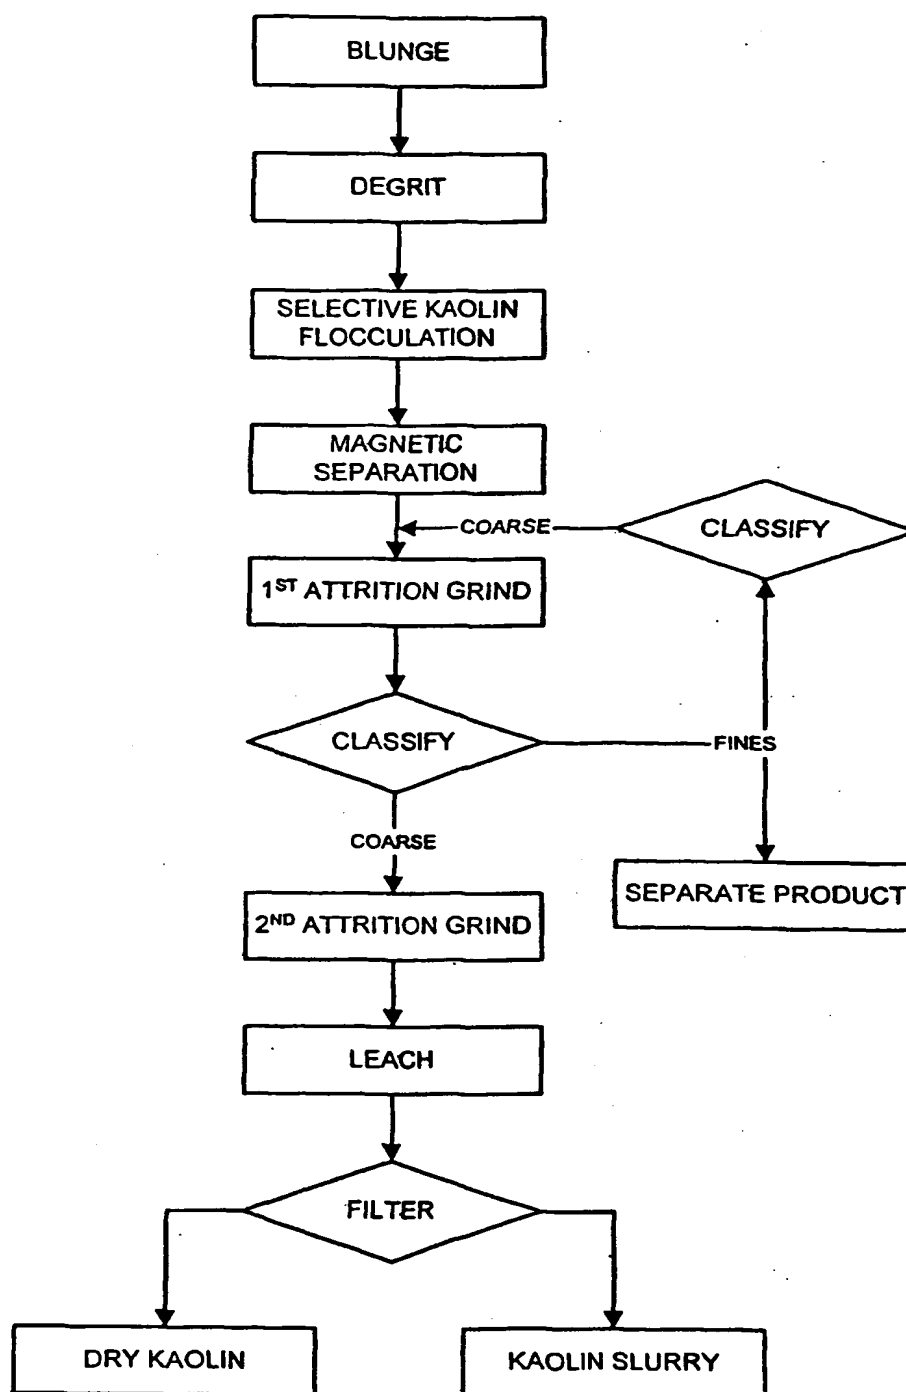 BLUNGE
DEGRIT
SELECTIVE KAOLIN
FLOCCULATION
MAGNETIC
SEPARATION
COARSE
CLASSIFY
1ST ATTRITION GRIND
CLASSIFY
FINES
COARSE
SEPARATE PRODUCT
2ND ATTRITION GRIND
LEACH
FILTER
DRY KAOLIN
KAOLIN SLURRY